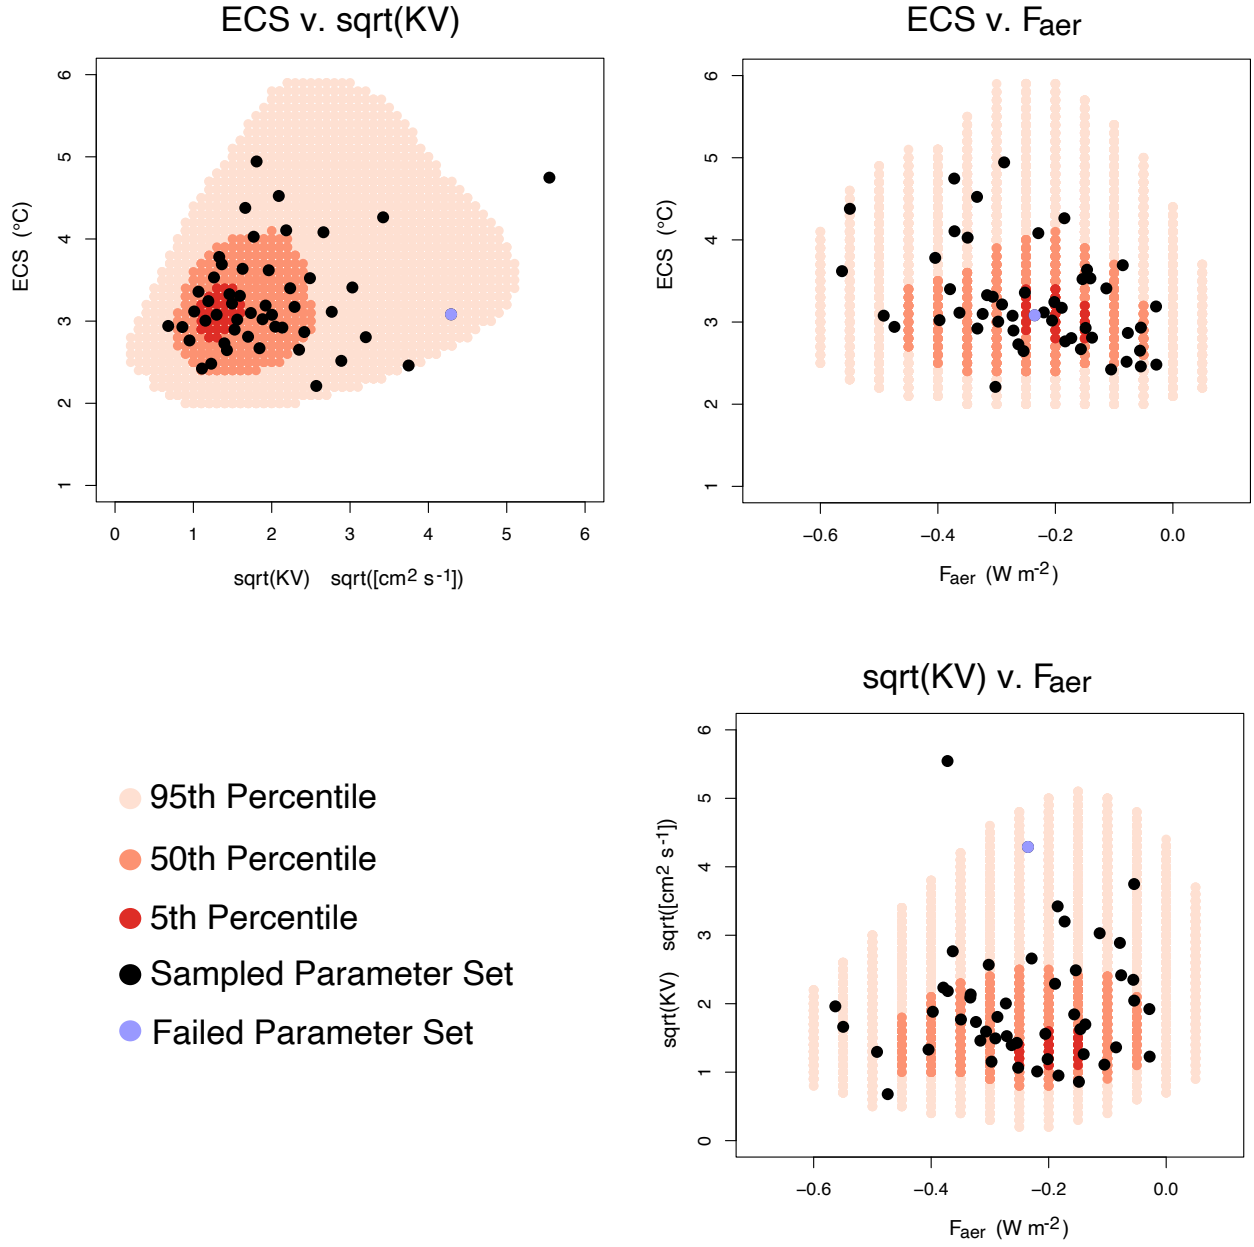 ECS v. sqrt(KV)
6
5
4
3
2
1
ECS (°C)
0 1 2 3 4 5 6
sqrt(KV) sqrt([cm2 s-1])
ECS v. Faer
6
5
4
3
2
1
ECS (°C)
−0.6 −0.4 −0.2 0.0
Faer (W m-2)
95th Percentile
50th Percentile
5th Percentile
Sampled Parameter Set
Failed Parameter Set
sqrt(KV) v. Faer
6
5
4
3
2
1
0
sqrt(KV) sqrt([cm2 s-1])
−0.6 −0.4 −0.2 0.0
Faer (W m-2)